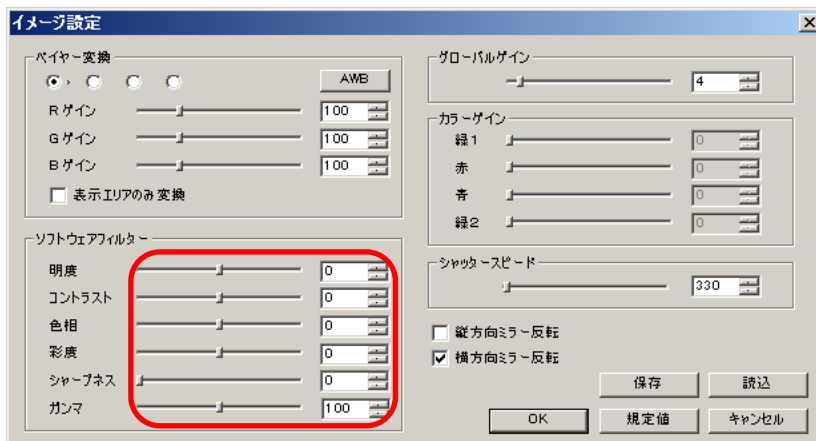 イメージ設定
ベイヤー変換
AWB
Rゲイン 100
Gゲイン 100
Bゲイン 100
表示エリアのみ変換
ソフトウェアフィルター
明度 0
コントラスト 0
色相 0
彩度 0
シャープネス 0
ガンマ 100
グローバルゲイン
4
カラーゲイン
緑1 0
赤 0
青 0
緑2 0
シャッタースピード
330
縦方向ミラー反転
横方向ミラー反転
保存 読込
OK 規定値 キャンセル